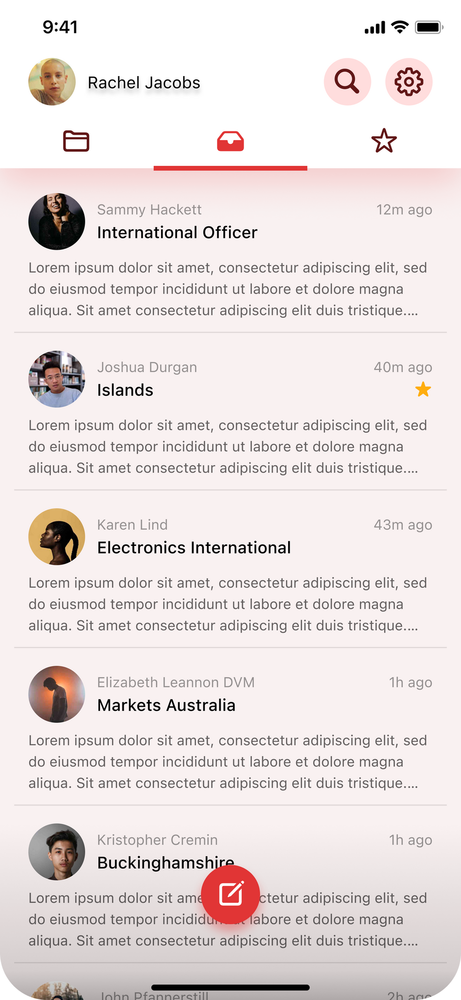 9:41
Rachel Jacobs
Sammy Hackett
12m ago
International Officer
Lorem ipsum dolor sit amet, consectetur adipiscing elit, sed
do eiusmod tempor incididunt ut labore et dolore magna
aliqua. Sit amet consectetur adipiscing elit duis tristique....
Joshua Durgan
40m ago
Islands
Lorem ipsum dolor sit amet, consectetur adipiscing elit, sed
do eiusmod tempor incididunt ut labore et dolore magna
aliqua. Sit amet consectetur adipiscing elit duis tristique....
Karen Lind
43m ago
Electronics International
Lorem ipsum dolor sit amet, consectetur adipiscing elit, sed
do eiusmod tempor incididunt ut labore et dolore magna
aliqua. Sit amet consectetur adipiscing elit duis tristique....
Elizabeth Leannon DVM
1h ago
Markets Australia
Lorem ipsum dolor sit amet, consectetur adipiscing elit, sed
do eiusmod tempor incididunt ut labore et dolore magna
aliqua. Sit amet consectetur adipiscing elit duis tristique....
Kristopher Cremin
1h ago
Buckinghamshire
Lorem ipsum dolor sit adipiscing elit, sed
do eiusmod tempor labore et dolore magna
aliqua. Sit amet consectetur adipiscing elit duis tristique....
John Pfannerstill
2h ago